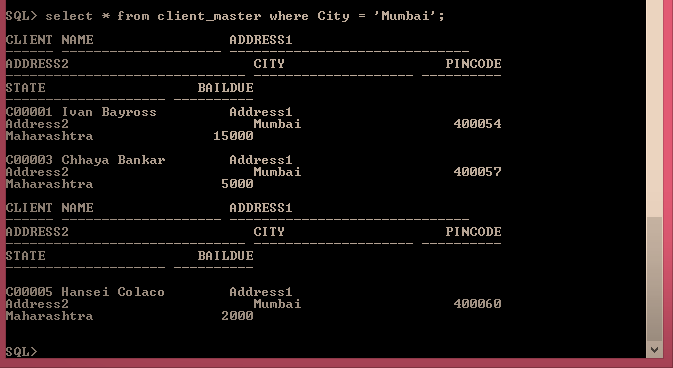 SQL> select * from client_master where City = 'Mumbai';
CLIENT NAME ADDRESS1
ADDRESS2 CITY PINCODE
STATE BAILDUE
C00001 Ivan Bayross Address1
Address2 Mumbai 400054
Maharashtra 15000
C00003 Chhaya Bankar Address1
Address2 Mumbai 400057
Maharashtra 5000
CLIENT NAME ADDRESS1
ADDRESS2 CITY PINCODE
STATE BAILDUE
C00005 Hansei Colaco Address1
Address2 Mumbai 400060
Maharashtra 2000
SQL>